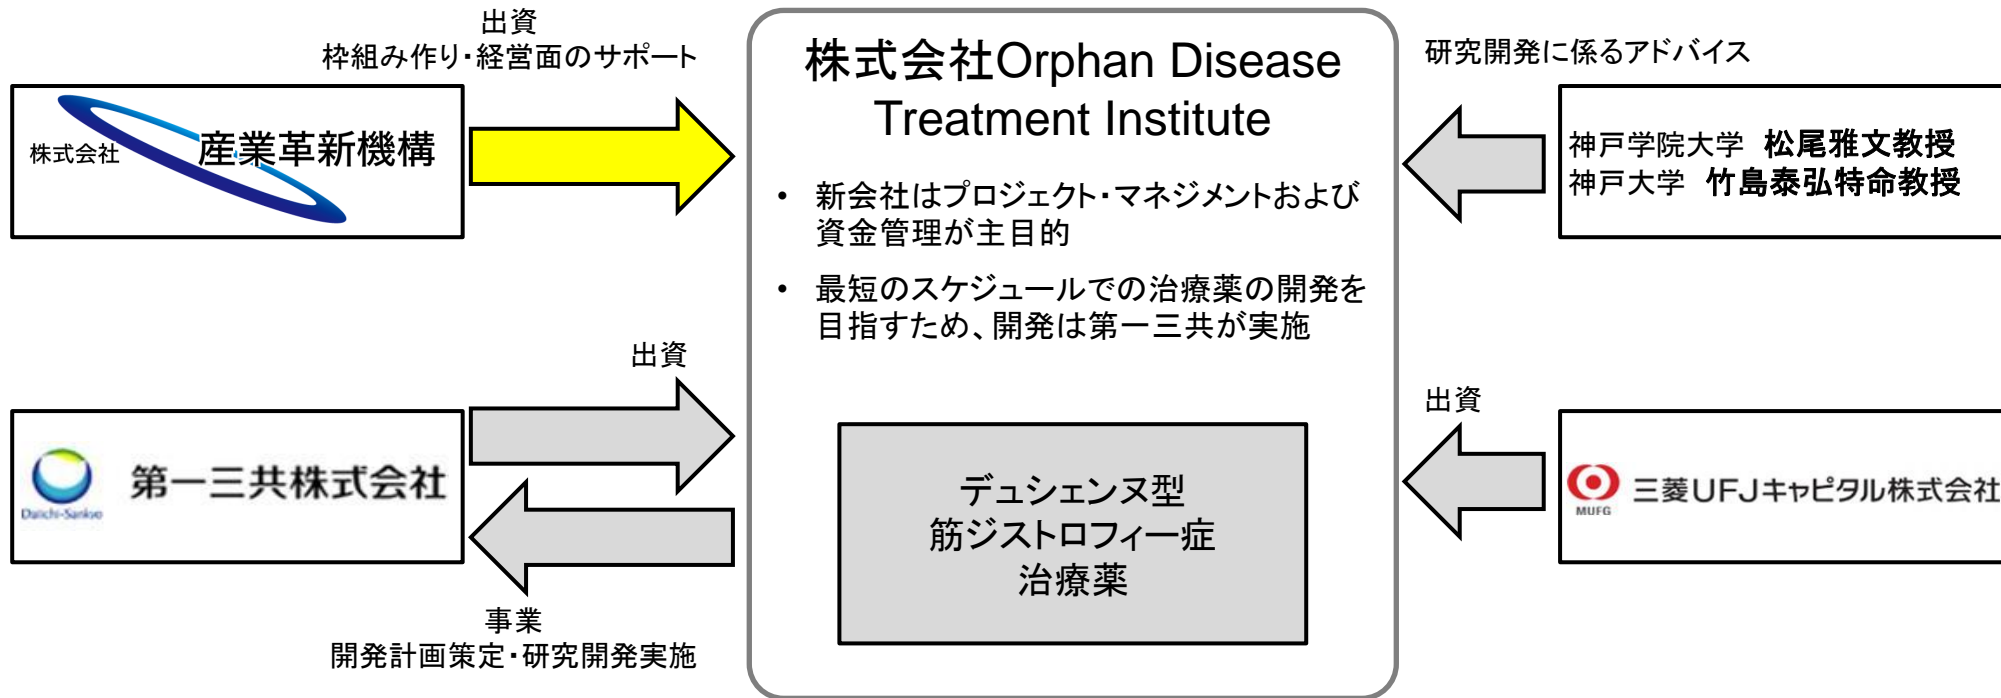 出資
枠組み作り・経営面のサポート
株式会社 産業革新機構
出資
第一三共株式会社
Daiichi-Sankyo
事業
開発計画策定・研究開発実施
株式会社Orphan Disease
Treatment Institute
• 新会社はプロジェクト・マネジメントおよび
資金管理が主目的
• 最短のスケジュールでの治療薬の開発を
目指すため、開発は第一三共が実施
デュシェンヌ型
筋ジストロフィー症
治療薬
研究開発に係るアドバイス
神戸学院大学 松尾雅文教授
神戸大学 竹島泰弘特命教授
出資
MUFG
三菱UFJキャピタル株式会社